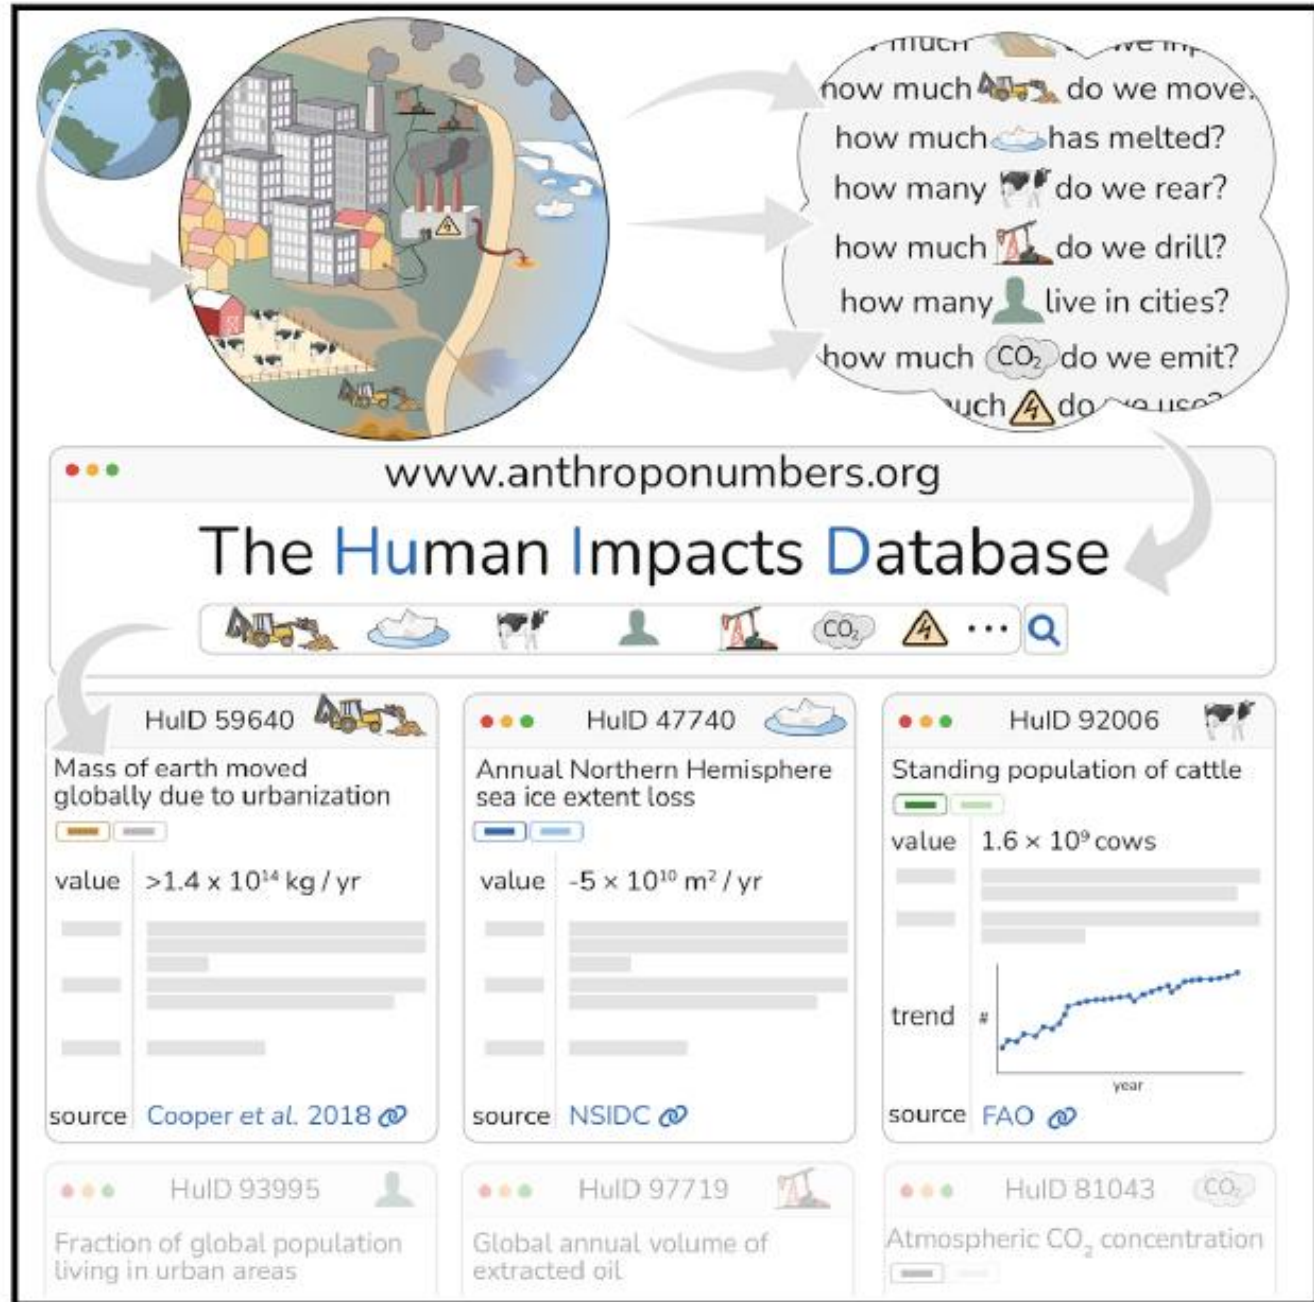 much we
how much do we move
how much has melted?
how many do we rear?
how much do we drill?
how many live in cities?
how much CO₂ do we emit?
much do we use?
www.anthroponumbers.org
The Human Impacts Database
CO₂ ...
HuID 59640
Mass of earth moved
globally due to urbanization
value >1.4 x 10¹⁴ kg / yr
source Cooper et al. 2018
HuID 47740
Annual Northern Hemisphere
sea ice extent loss
value -5 × 10¹⁰ m² / yr
source NSIDC
HuID 92006
Standing population of cattle
value 1.6 × 10⁹ cows
trend #
year
source FAO
HuID 93995
Fraction of global population
living in urban areas
HuID 97719
Global annual volume of
extracted oil
HuID 81043 CO₂
Atmospheric CO₂ concentration